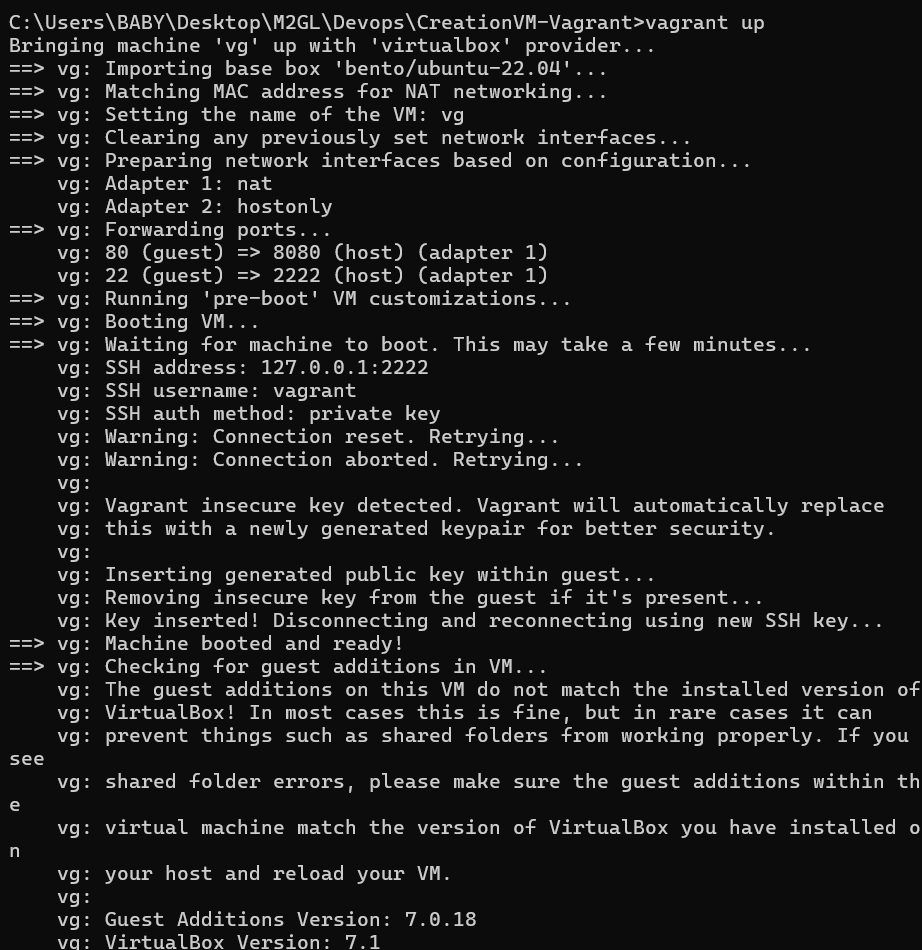 C:\Users\BABY\Desktop\M2GL\Devops\CreationVM-Vagrant>vagrant up
Bringing machine 'vg' up with 'virtualbox' provider...
==> vg: Importing base box 'bento/ubuntu-22.04'...
==> vg: Matching MAC address for NAT networking...
==> vg: Setting the name of the VM: vg
==> vg: Clearing any previously set network interfaces...
==> vg: Preparing network interfaces based on configuration...
    vg: Adapter 1: nat
    vg: Adapter 2: hostonly
==> vg: Forwarding ports...
    vg: 80 (guest) => 8080 (host) (adapter 1)
    vg: 22 (guest) => 2222 (host) (adapter 1)
==> vg: Running 'pre-boot' VM customizations...
==> vg: Booting VM...
==> vg: Waiting for machine to boot. This may take a few minutes...
    vg: SSH address: 127.0.0.1:2222
    vg: SSH username: vagrant
    vg: SSH auth method: private key
    vg: Warning: Connection reset. Retrying...
    vg: Warning: Connection aborted. Retrying...
    vg:
    vg: Vagrant insecure key detected. Vagrant will automatically replace
    vg: this with a newly generated keypair for better security.
    vg:
    vg: Inserting generated public key within guest...
    vg: Removing insecure key from the guest if it's present...
    vg: Key inserted! Disconnecting and reconnecting using new SSH key...
==> vg: Machine booted and ready!
==> vg: Checking for guest additions in VM...
    vg: The guest additions on this VM do not match the installed version of
    vg: VirtualBox! In most cases this is fine, but in rare cases it can
    vg: prevent things such as shared folders from working properly. If you
see
    vg: shared folder errors, please make sure the guest additions within th
e
    vg: virtual machine match the version of VirtualBox you have installed o
n
    vg: your host and reload your VM.
    vg:
    vg: Guest Additions Version: 7.0.18
    vg: VirtualBox Version: 7.1